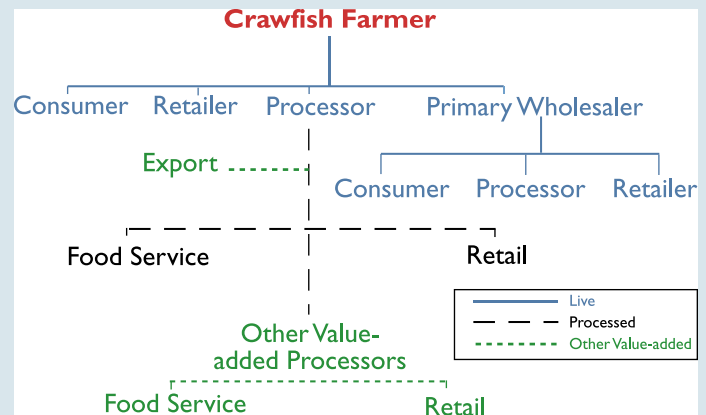 Crawfish Farmer
Consumer Retailer Processor Primary Wholesaler
Export
Consumer Processor Retailer
Food Service Retail
Live
Processed
Other Value-added
Other Value-
added Processors
Food Service Retail